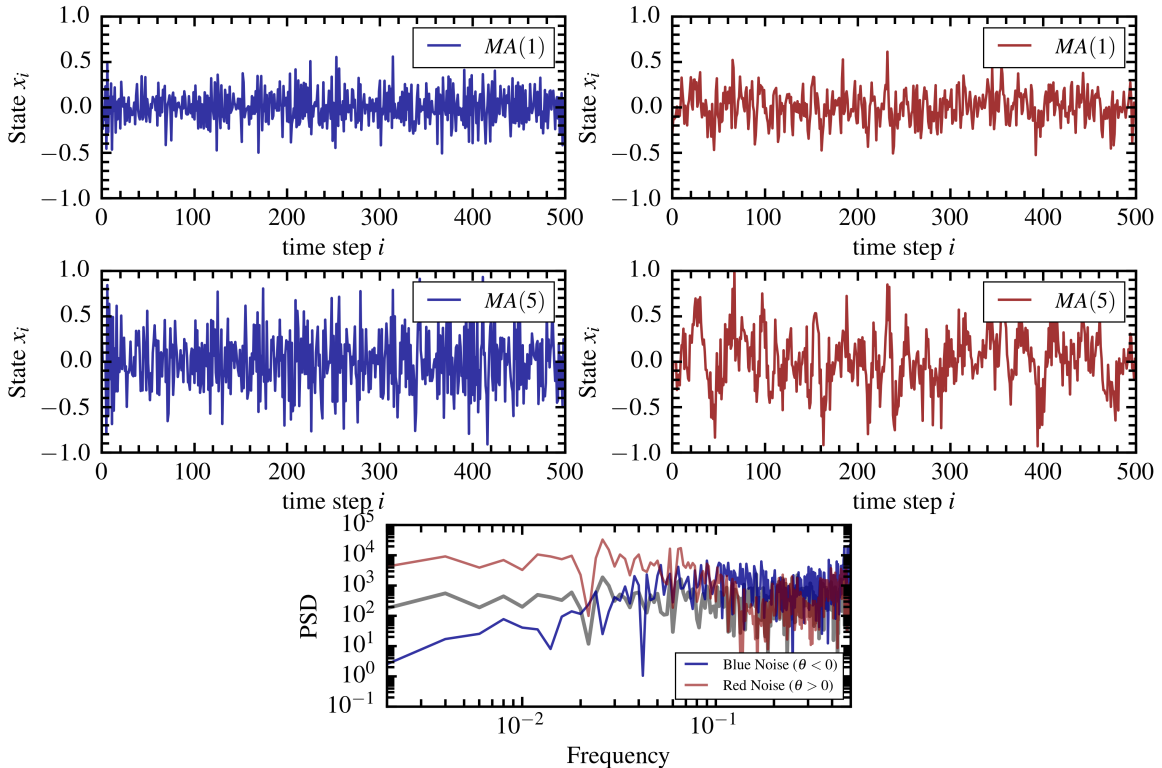 1.0
0.5
0.0
−0.5
−1.0
State x_i
MA(1)
0 100 200 300 400 500
time step i
1.0
0.5
0.0
−0.5
−1.0
State x_i
MA(1)
0 100 200 300 400 500
time step i
1.0
0.5
0.0
−0.5
−1.0
State x_i
MA(5)
0 100 200 300 400 500
time step i
1.0
0.5
0.0
−0.5
−1.0
State x_i
MA(5)
0 100 200 300 400 500
time step i
10^5
10^4
10^3
10^2
10^1
10^0
10^−1
PSD
Blue Noise (θ < 0)
Red Noise (θ > 0)
10^−2 10^−1
Frequency